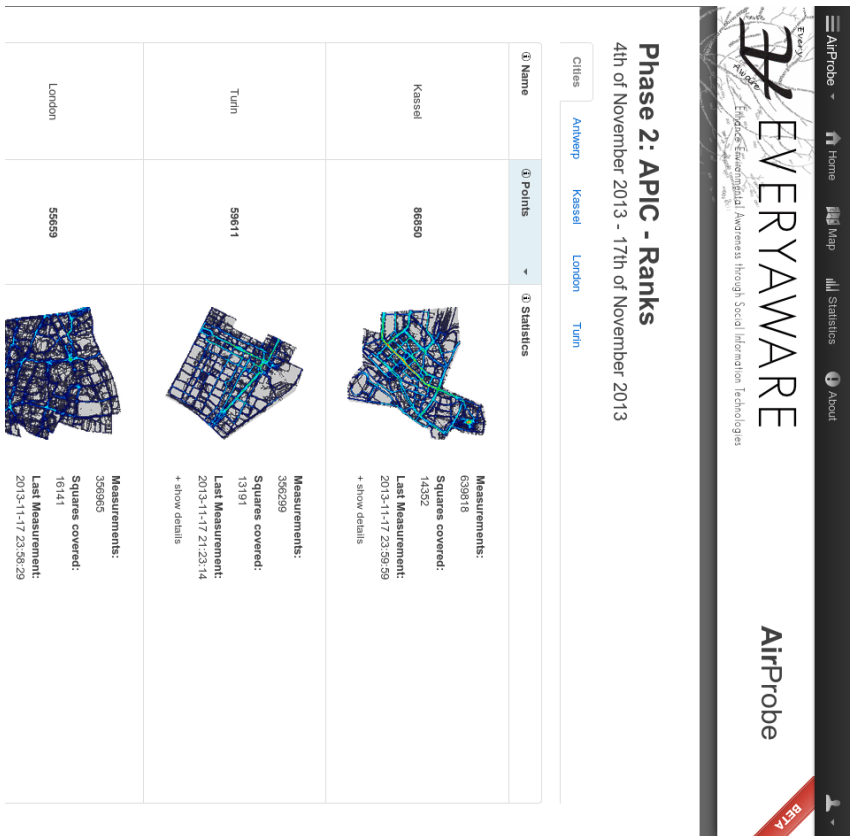 AirProbe
Home
Map
Statistics
About
Every
Aware
EVERYAWARE
Enhance Environmental Awareness through Social Information Technologies
AirProbe
BETA
Phase 2: APIC - Ranks
4th of November 2013 - 17th of November 2013
Cities Antwerp Kassel London Turin
Name Points Statistics
Kassel 86850
Measurements:
639818
Squares covered:
14352
Last Measurement:
2013-11-17 23:59:59
+ show details
Turin 59611
Measurements:
356299
Squares covered:
13191
Last Measurement:
2013-11-17 21:23:14
+ show details
London 55659
Measurements:
356965
Squares covered:
16141
Last Measurement:
2013-11-17 23:58:29